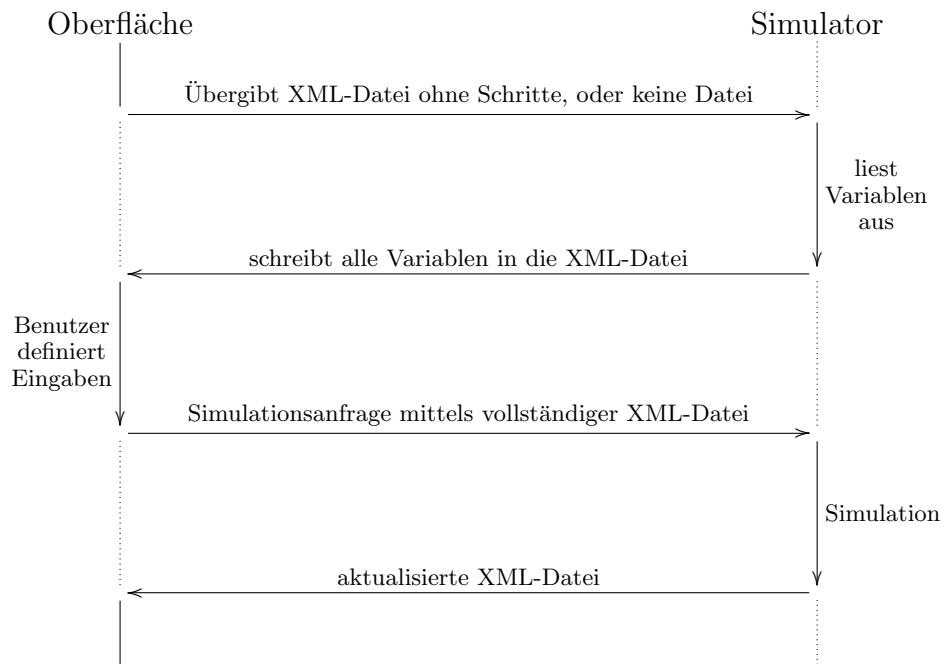 Oberfläche
Simulator
Übergibt XML-Datei ohne Schritte, oder keine Datei
liest
Variablen
aus
schreibt alle Variablen in die XML-Datei
Benutzer
definiert
Eingaben
Simulationsanfrage mittels vollständiger XML-Datei
Simulation
aktualisierte XML-Datei